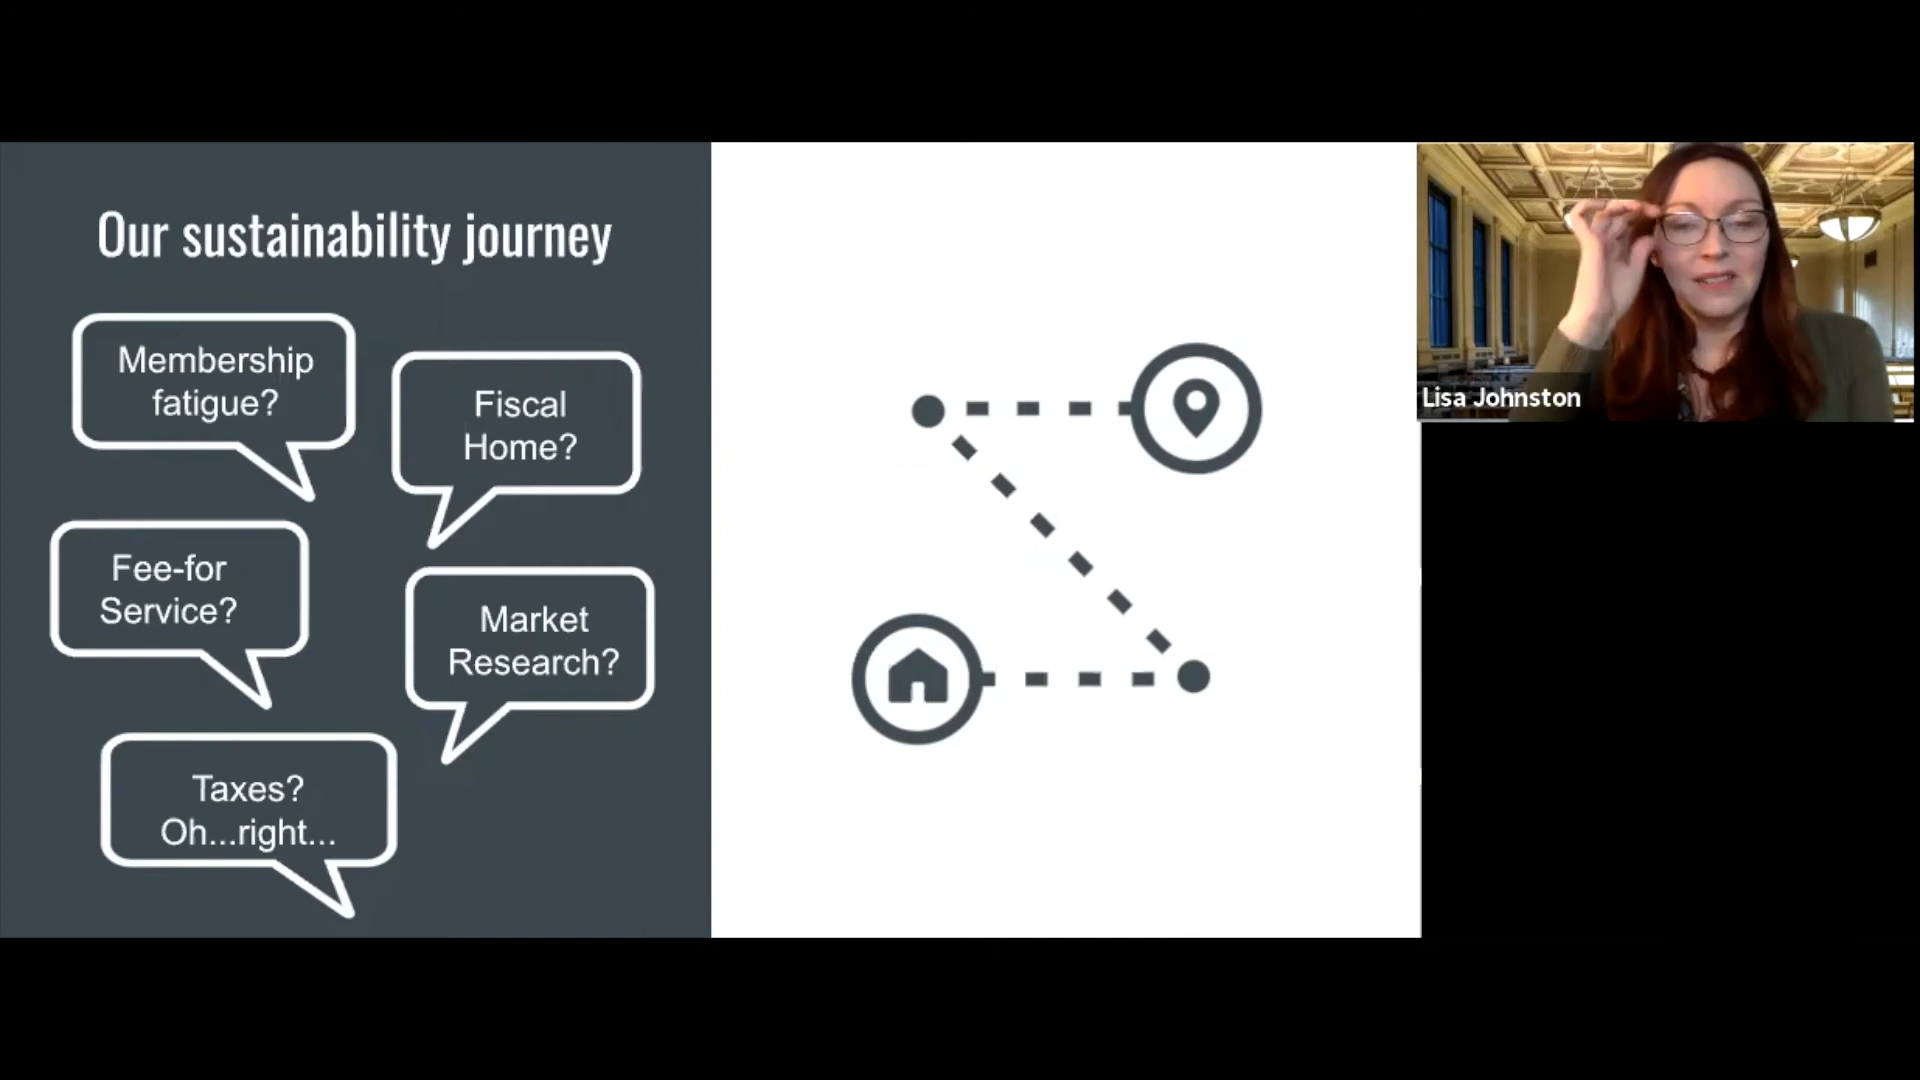 Our sustainability journey
Membership
fatigue?
Fiscal
Home?
Fee-for
Service?
Market
Research?
Taxes?
Oh...right...
Lisa Johnston